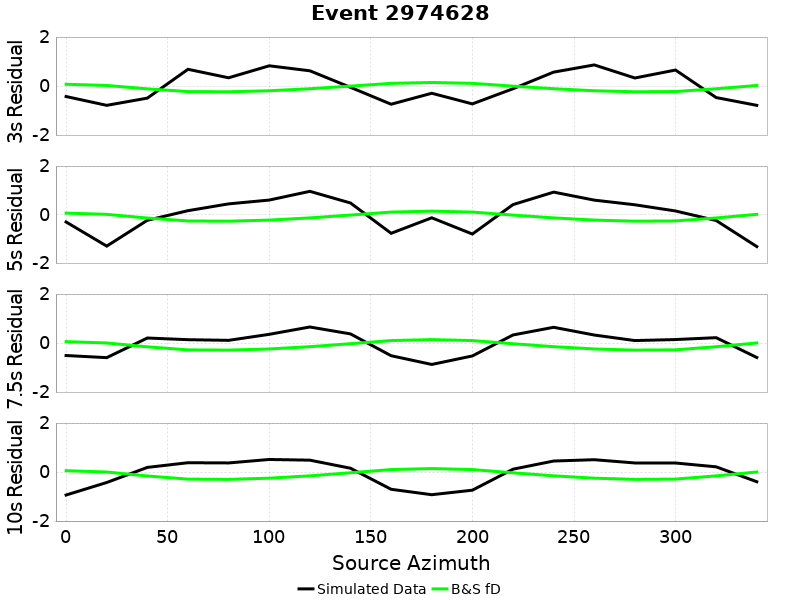 Event 2974628
3s Residual
2
0
-2
5s Residual
2
0
-2
7.5s Residual
2
0
-2
10s Residual
2
0
-2
0 50 100 150 200 250 300
Source Azimuth
Simulated Data B&S fD